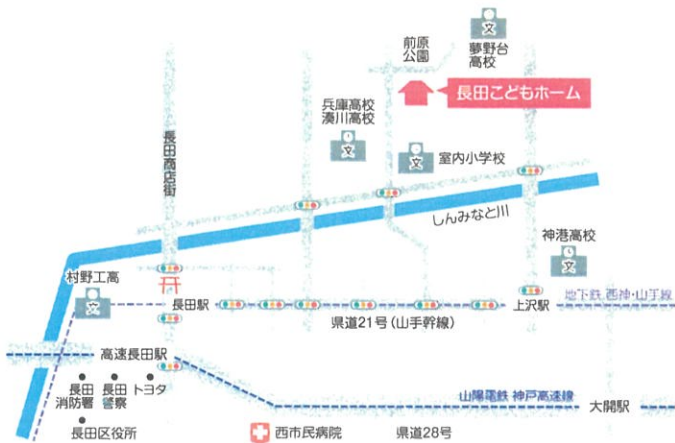 前原
公園
文
夢野台
高校
長田こどもホーム
兵庫高校
湊川高校
文
文
室内小学校
長田商店街
しんみなと川
神港高校
文
村野工高
文
長田駅
上沢駅
地下鉄 西神・山手線
県道21号(山手幹線)
高速長田駅
長田
消防署
長田
警察
トヨタ
山陽電鉄 神戸高速線
大開駅
長田区役所
西市民病院
県道28号